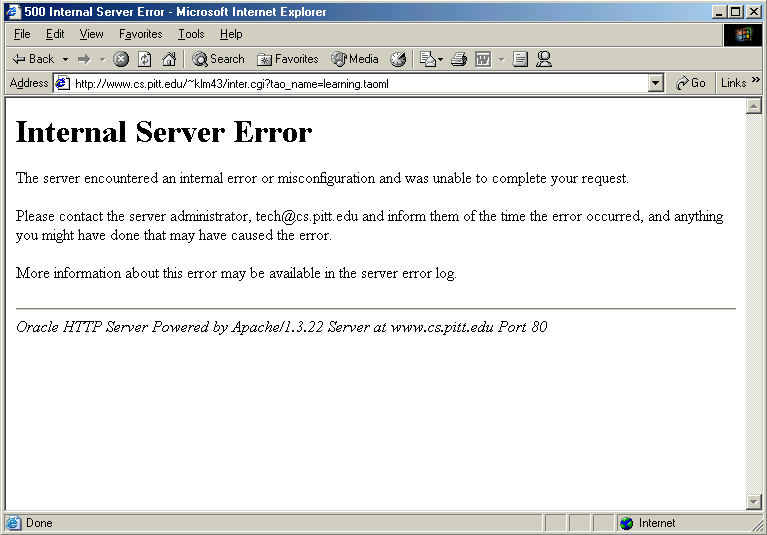 500 Internal Server Error - Microsoft Internet Explorer
File Edit View Favorites Tools Help
Back Search Favorites Media
Address http://www.cs.pitt.edu/~klm43/inter.cgi?tao_name=learning.taoml Go Links »
Internal Server Error
The server encountered an internal error or misconfiguration and was unable to complete your request.
Please contact the server administrator, tech@cs.pitt.edu and inform them of the time the error occurred, and anything
you might have done that may have caused the error.
More information about this error may be available in the server error log.
Oracle HTTP Server Powered by Apache/1.3.22 Server at www.cs.pitt.edu Port 80
Done Internet